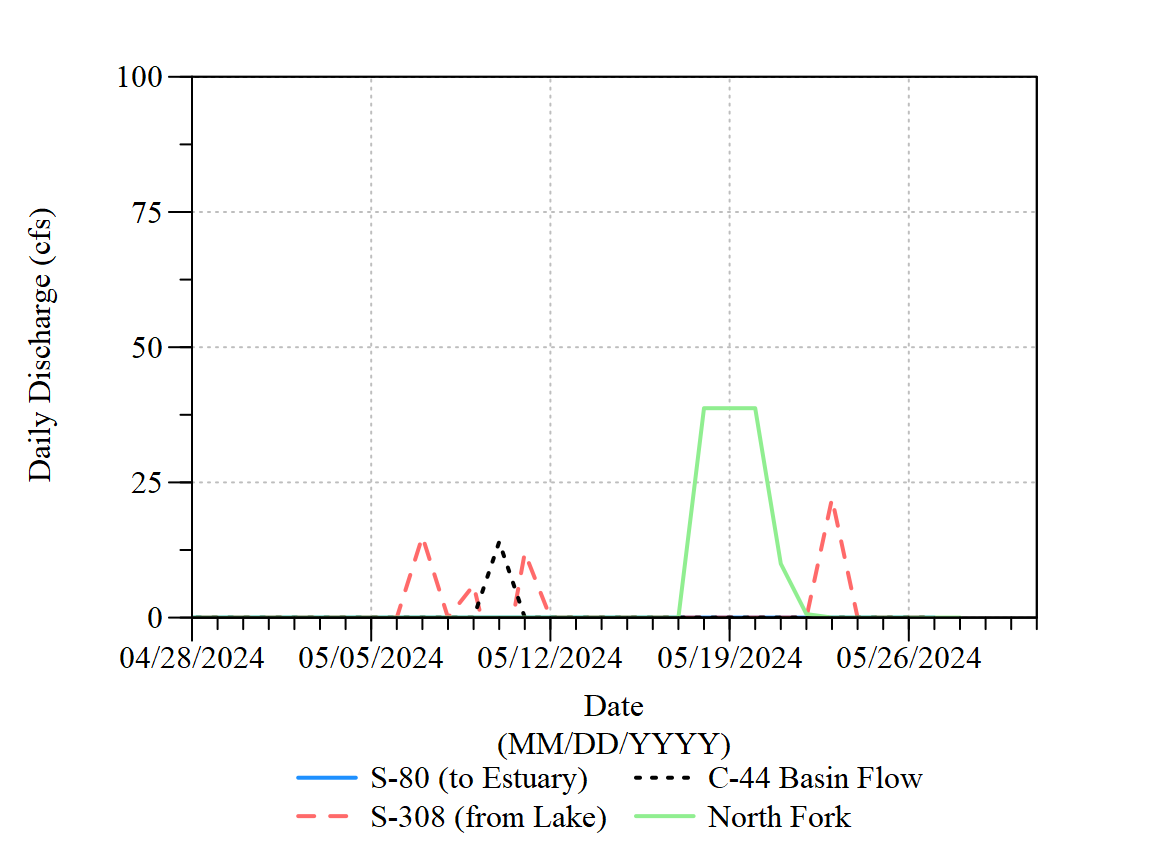 100
75
50
25
0
Daily Discharge (cfs)
04/28/2024 05/05/2024 05/12/2024 05/19/2024 05/26/2024
Date
(MM/DD/YYYY)
S-80 (to Estuary) C-44 Basin Flow
S-308 (from Lake) North Fork